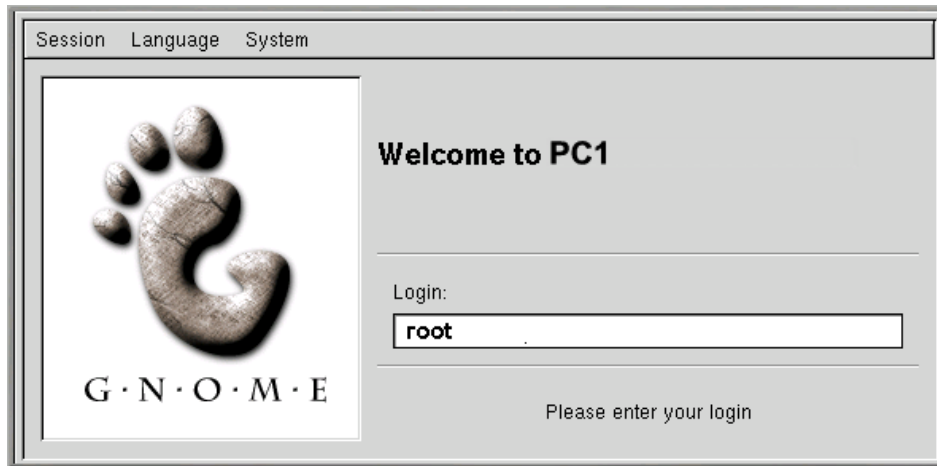 Session Language System
Welcome to PC1
Login:
root
G·N·O·M·E
Please enter your login